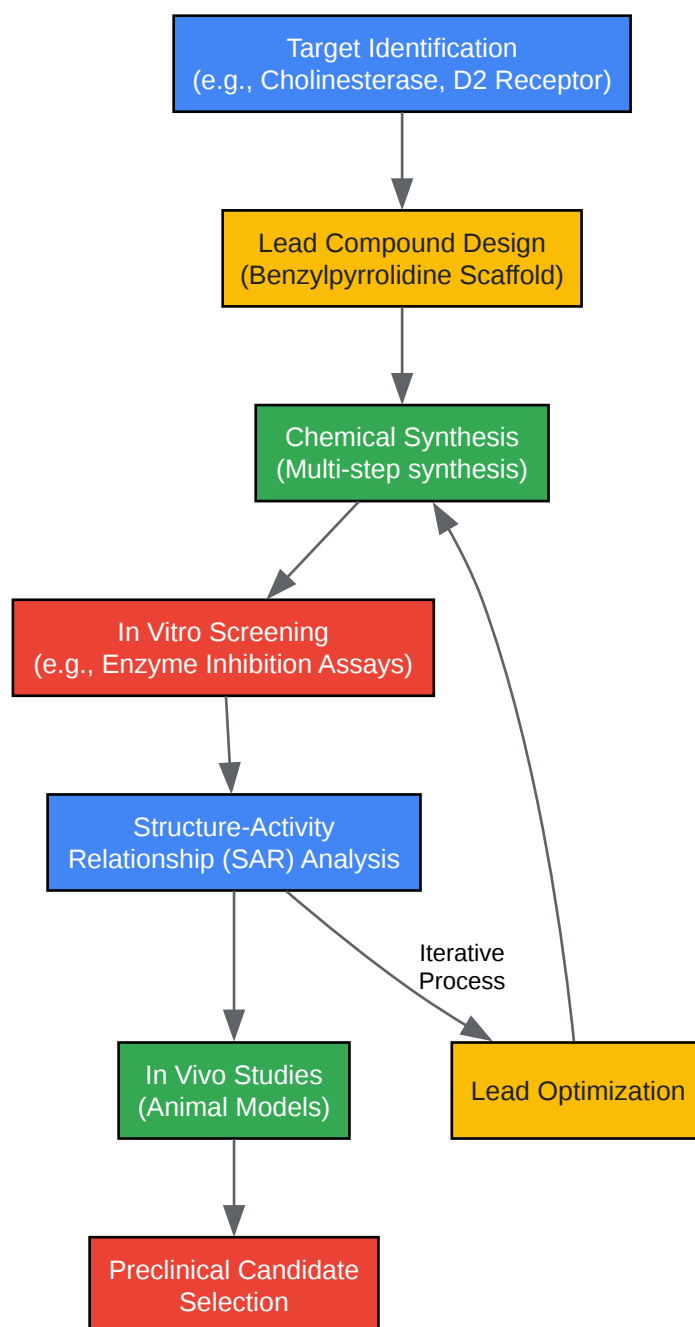 Target Identification
(e.g., Cholinesterase, D2 Receptor)
Lead Compound Design
(Benzylpyrrolidine Scaffold)
Chemical Synthesis
(Multi-step synthesis)
In Vitro Screening
(e.g., Enzyme Inhibition Assays)
Structure-Activity
Relationship (SAR) Analysis
Iterative
Process
In Vivo Studies
(Animal Models)
Lead Optimization
Preclinical Candidate
Selection